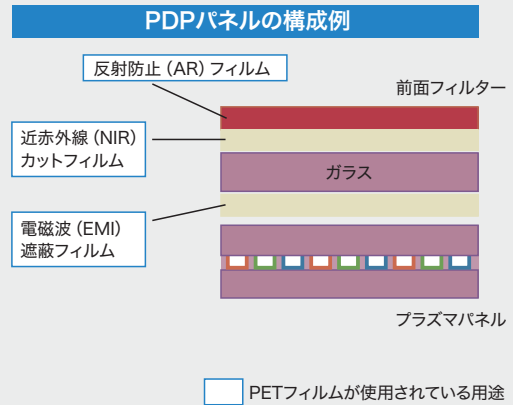 PDPパネルの構成例
反射防止（AR）フィルム
前面フィルター
近赤外線（NIR）
カットフィルム
ガラス
電磁波（EMI）
遮蔽フィルム
プラズマパネル
PETフィルムが使用されている用途